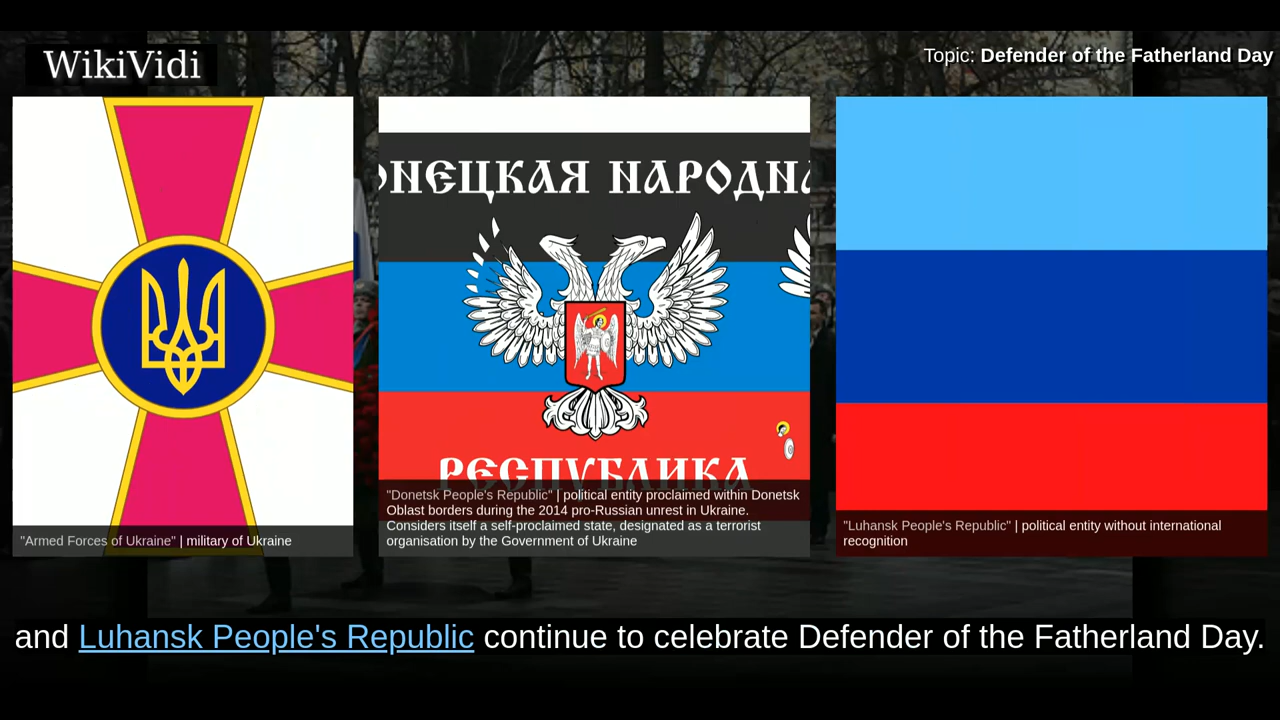 WikiVidi
Topic: Defender of the Fatherland Day
ОНЕЦКАЯ НАРОДНА
РЕСПУБЛИКА
"Armed Forces of Ukraine" | military of Ukraine
"Donetsk People's Republic" | political entity proclaimed within Donetsk
Oblast borders during the 2014 pro-Russian unrest in Ukraine.
Considers itself a self-proclaimed state, designated as a terrorist
organisation by the Government of Ukraine
"Luhansk People's Republic" | political entity without international
recognition
and Luhansk People's Republic continue to celebrate Defender of the Fatherland Day.